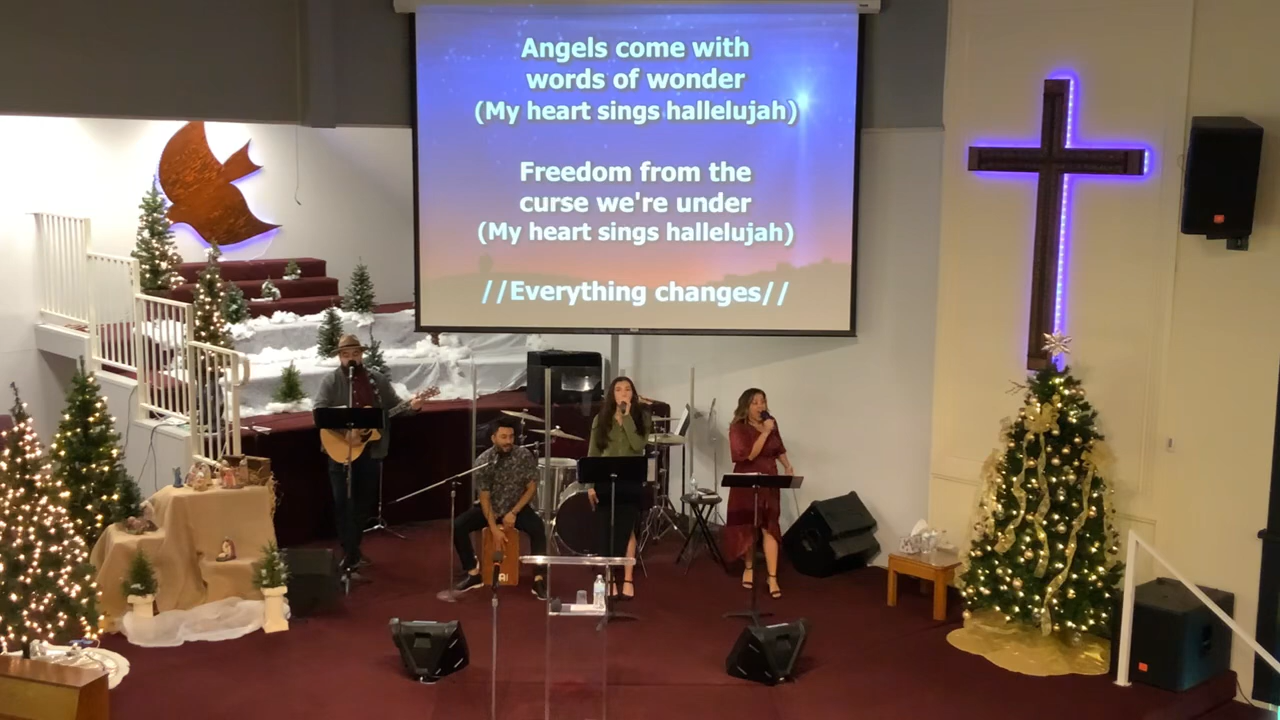 Angels come with
words of wonder
(My heart sings hallelujah)
Freedom from the
curse we're under
(My heart sings hallelujah)
//Everything changes//